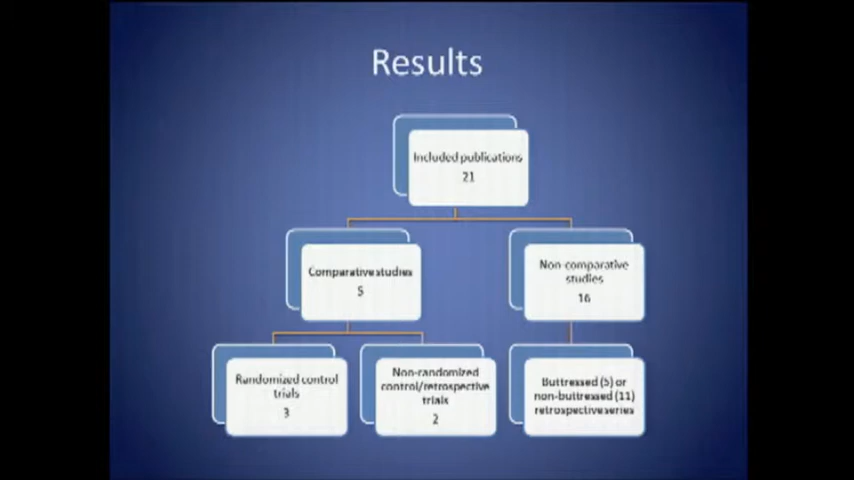 Results
Included publications
21
Comparative studies
5
Non-comparative
studies
16
Randomized control
trials
3
Non-randomized
control/retrospective
trials
2
Buttressed (5) or
non-buttressed (11)
retrospective series